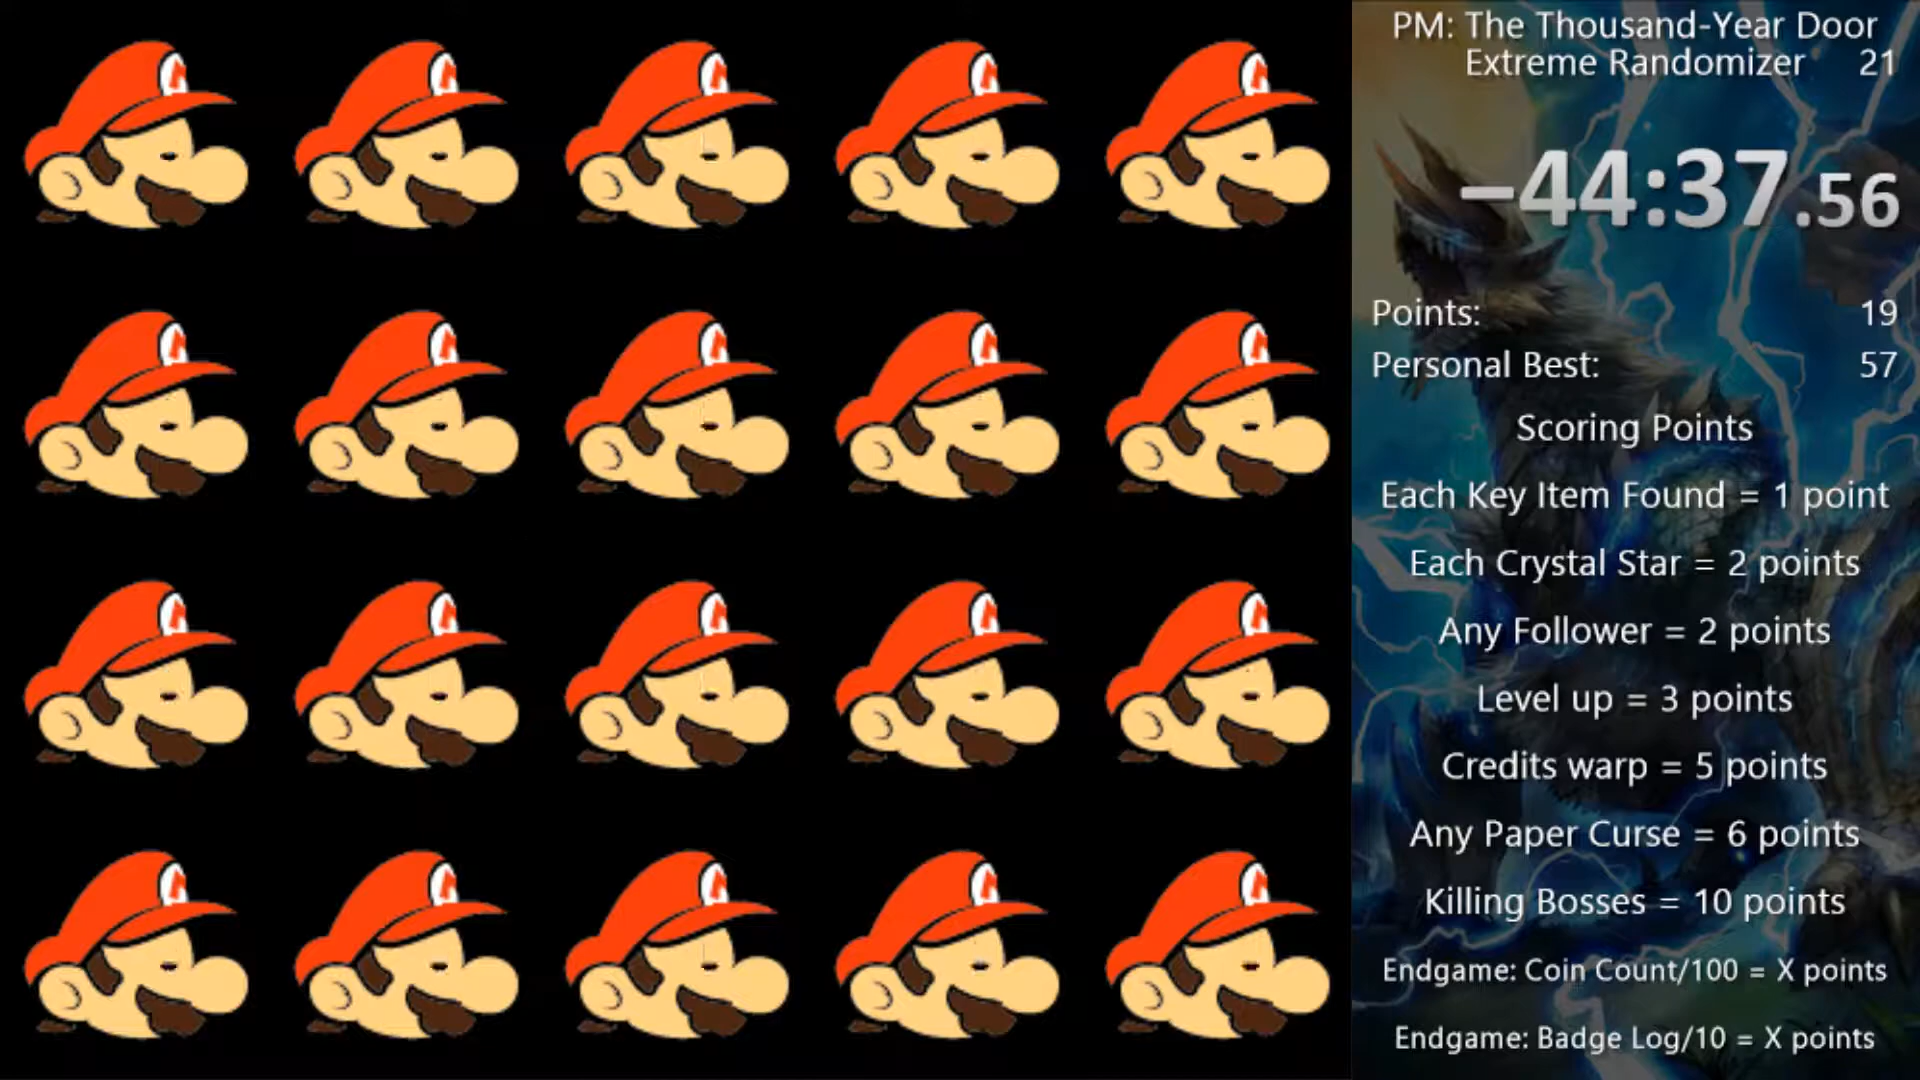 PM: The Thousand-Year Door
Extreme Randomizer 21
−44:37.56
Points: 19
Personal Best: 57
Scoring Points
Each Key Item Found = 1 point
Each Crystal Star = 2 points
Any Follower = 2 points
Level up = 3 points
Credits warp = 5 points
Any Paper Curse = 6 points
Killing Bosses = 10 points
Endgame: Coin Count/100 = X points
Endgame: Badge Log/10 = X points